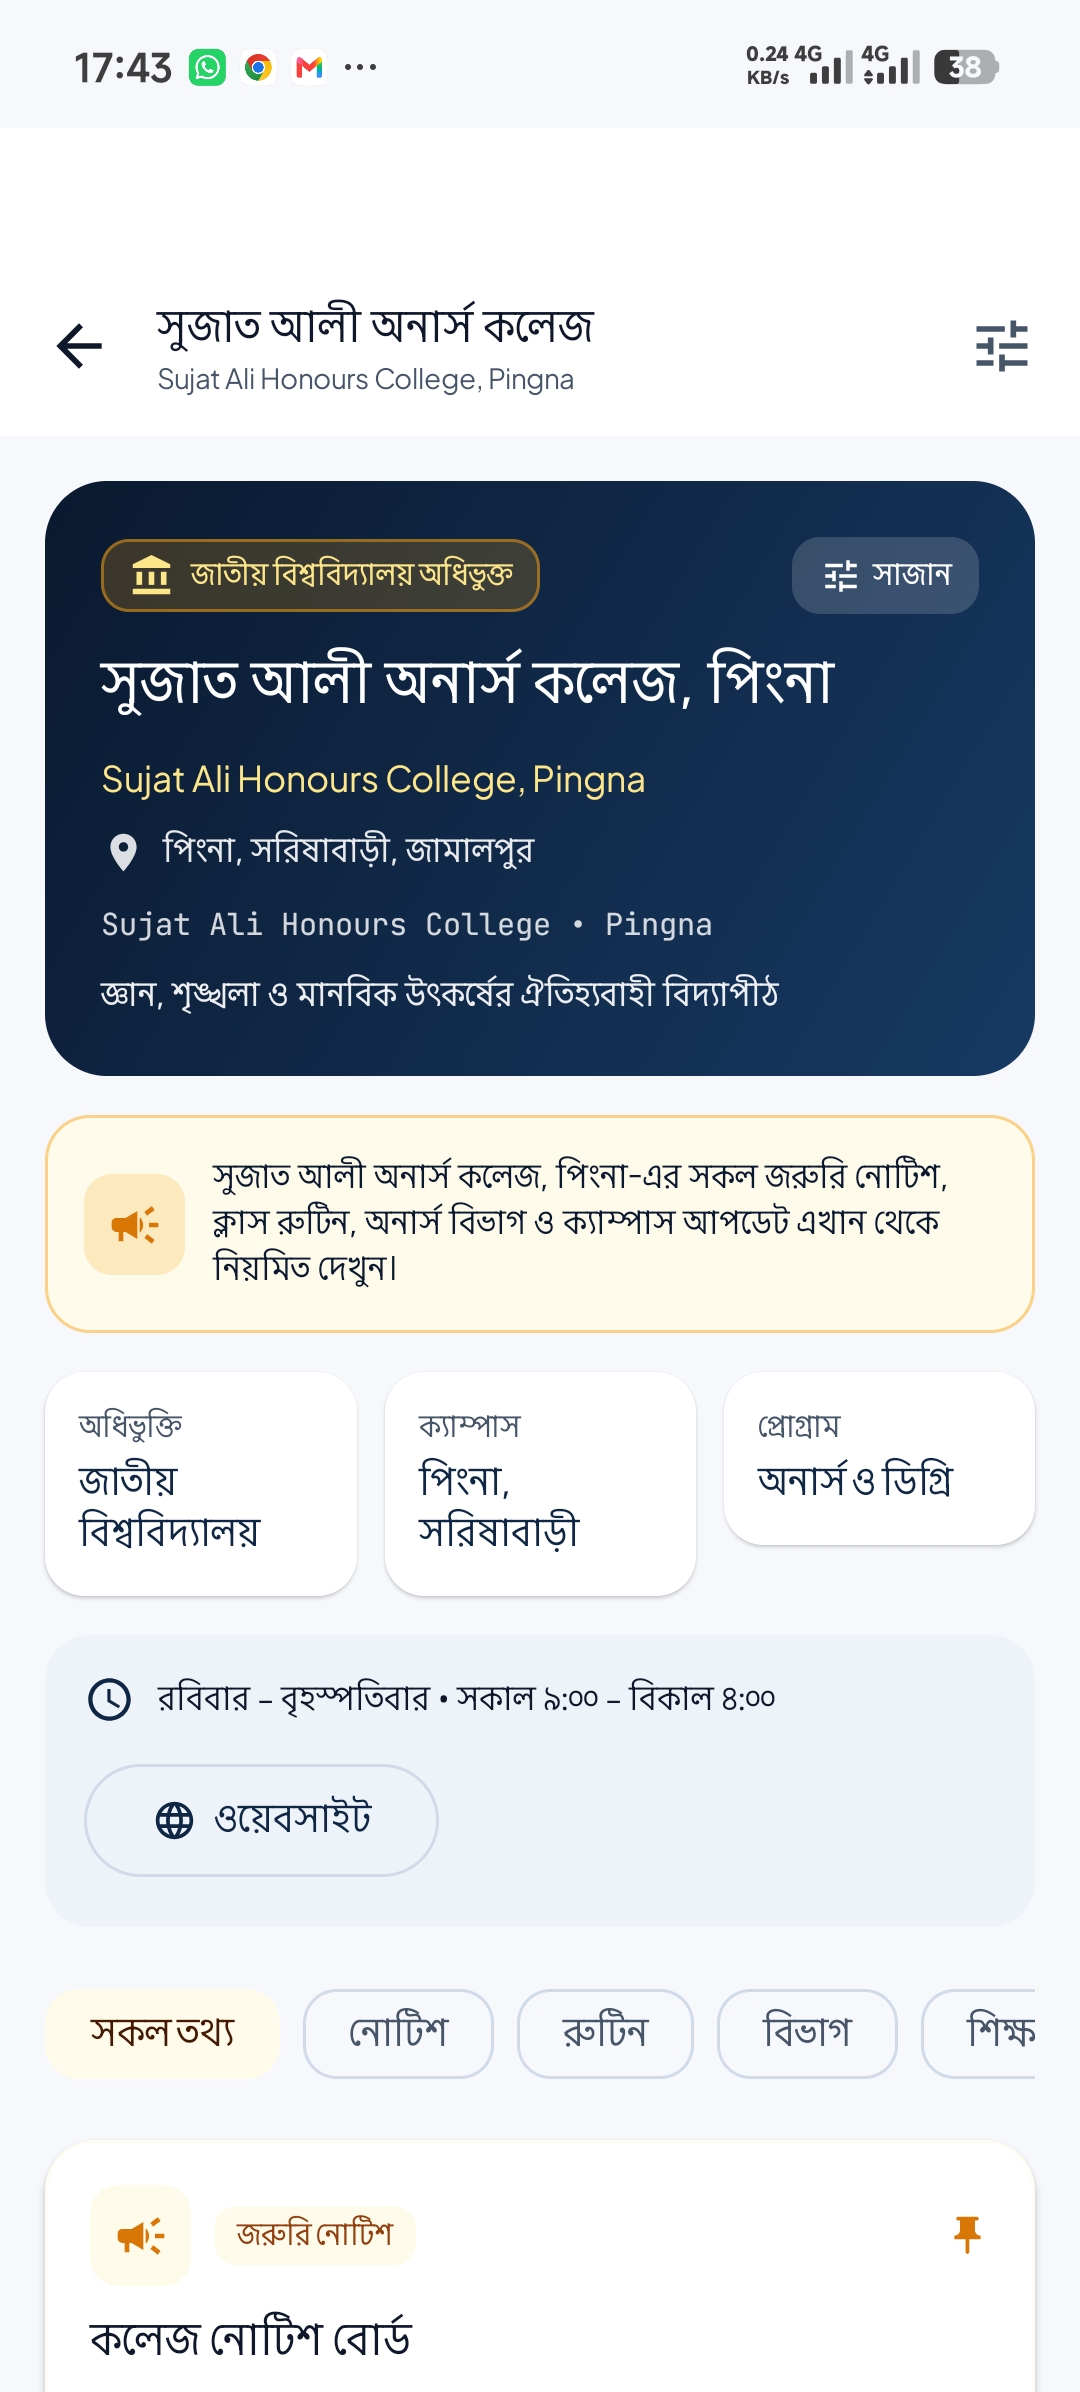 17:43
0.24 KB/s 4G 4G 38
সুজাত আলী অনার্স কলেজ
Sujat Ali Honours College, Pingna
জাতীয় বিশ্ববিদ্যালয় অধিভুক্ত
সাজান
সুজাত আলী অনার্স কলেজ, পিংনা
Sujat Ali Honours College, Pingna
পিংনা, সরিষাবাড়ী, জামালপুর
Sujat Ali Honours College • Pingna
জ্ঞান, শৃঙ্খলা ও মানবিক উৎকর্ষের ঐতিহ্যবাহী বিদ্যাপীঠ
সুজাত আলী অনার্স কলেজ, পিংনা-এর সকল জরুরি নোটিশ,
ক্লাস রুটিন, অনার্স বিভাগ ও ক্যাম্পাস আপডেট এখান থেকে
নিয়মিত দেখুন।
অধিভুক্তি
জাতীয়
বিশ্ববিদ্যালয়
ক্যাম্পাস
পিংনা,
সরিষাবাড়ী
প্রোগ্রাম
অনার্স ও ডিগ্রি
রবিবার – বৃহস্পতিবার • সকাল ৯:০০ – বিকাল ৪:০০
ওয়েবসাইট
সকল তথ্য
নোটিশ
রুটিন
বিভাগ
শিক্ষ
জরুরি নোটিশ
কলেজ নোটিশ বোর্ড